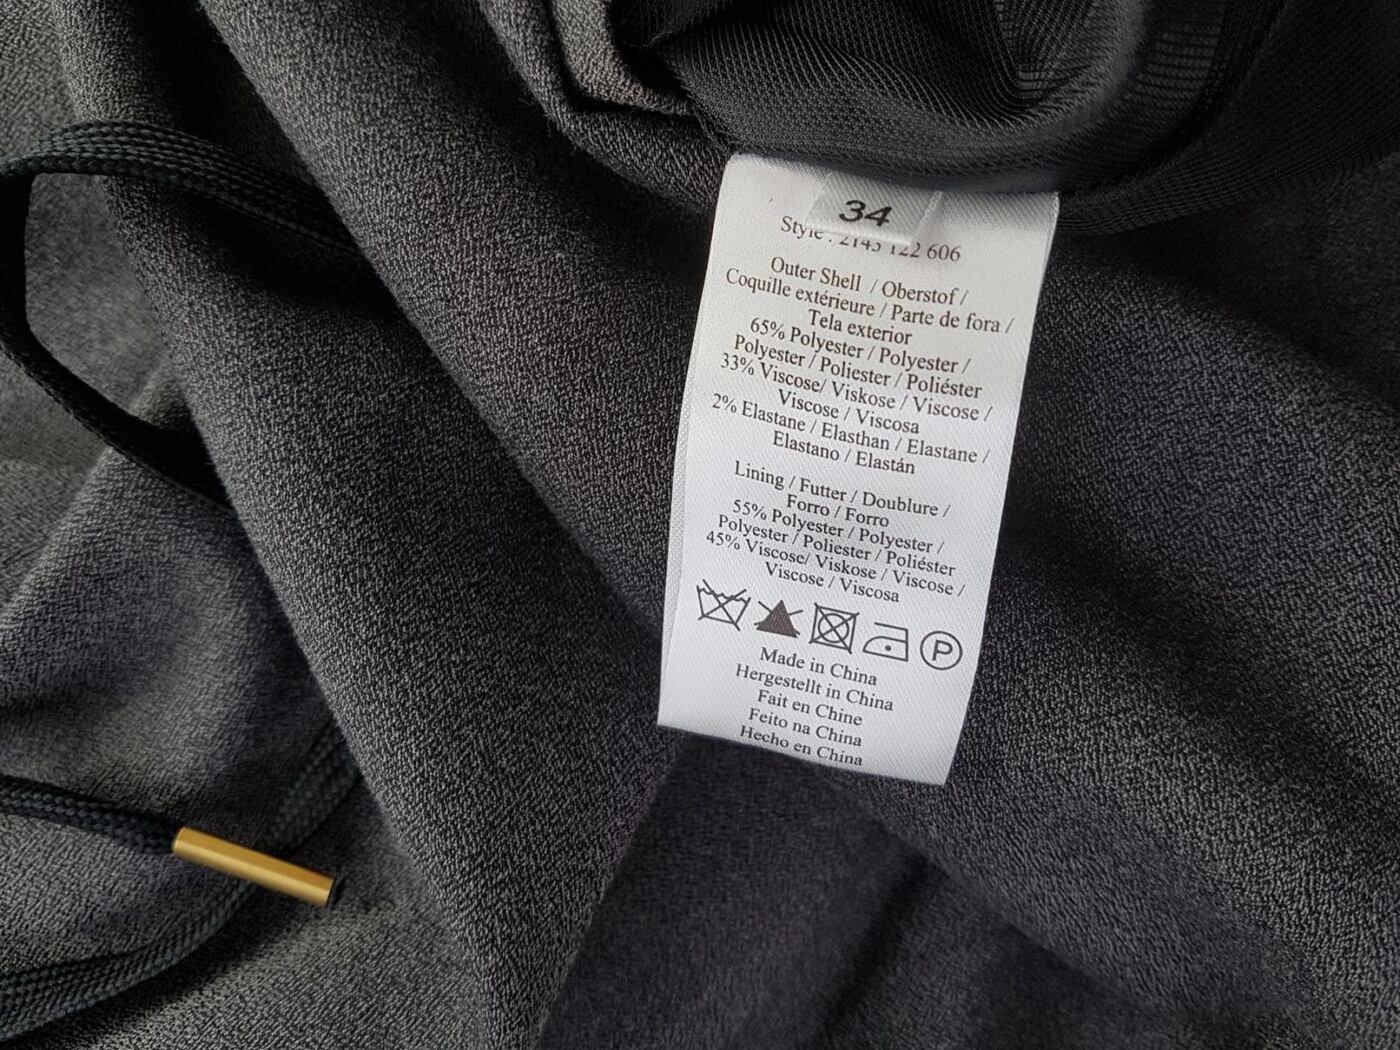 34
Style : 2143 122 606
Outer Shell / Oberstof /
Coquille extérieure / Parte de fora /
Tela exterior
65% Polyester / Polyester /
Polyester / Poliester / Poliéster
33% Viscose/ Viskose / Viscose /
Viscose / Viscosa
2% Elastane / Elasthan / Elastane /
Elastano / Elastán
Lining / Futter / Doublure /
Forro / Forro
55% Polyester / Polyester /
Polyester / Poliester / Poliéster
45% Viscose/ Viskose / Viscose /
Viscose / Viscosa
P
Made in China
Hergestellt in China
Fait en Chine
Feito na China
Hecho en China